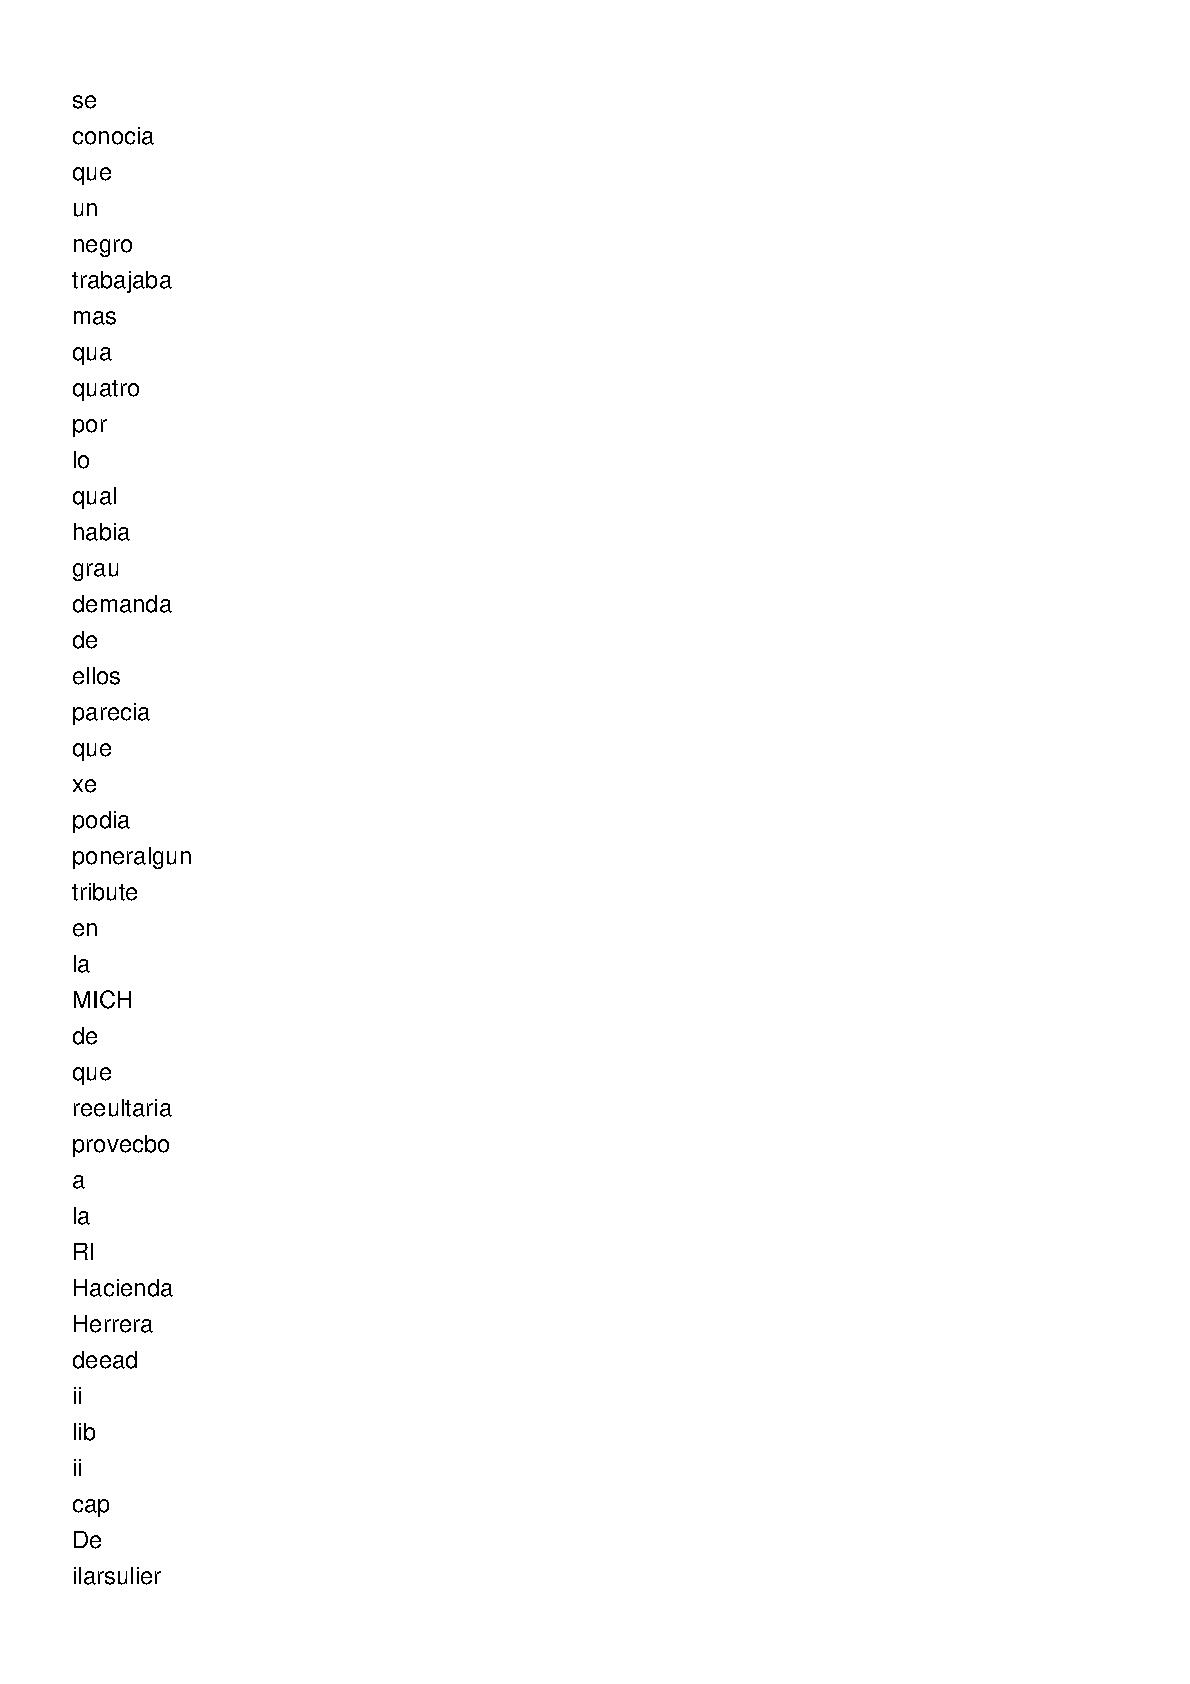 se
conocia
que
un
negro
trabajaba
mas
qua
quatro
por
lo
qual
habia
grau
demanda
de
ellos
parecia
que
xe
podia
poneralgun
tribute
en
la
MICH
de
que
reeultaria
provecbo
a
la
Rl
Hacienda
Herrera
deead
ii
lib
ii
cap
De
ilarsulier